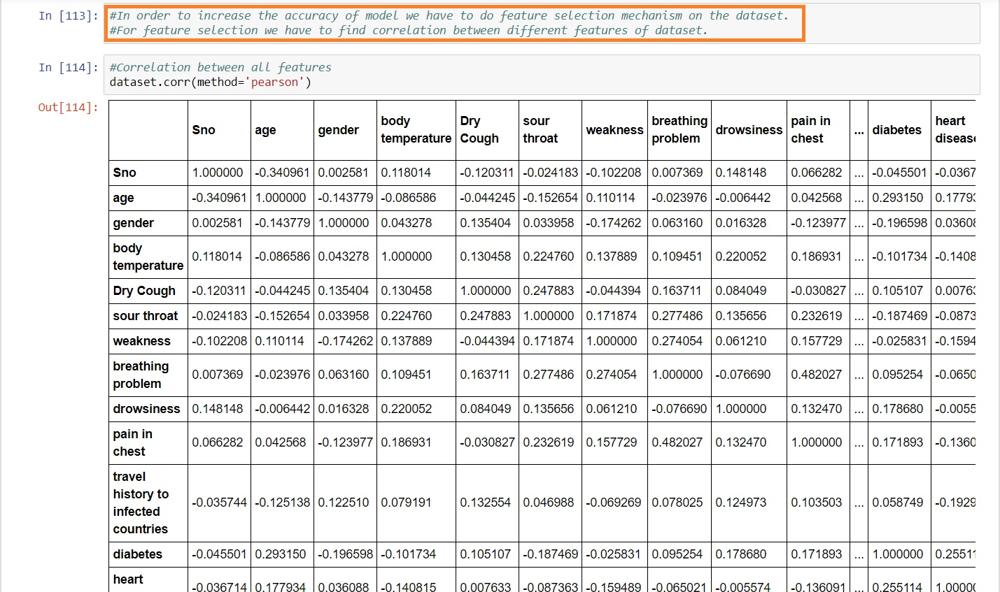 In [113]: #In order to increase the accuracy of model we have to do feature selection mechanism on the dataset.
#For feature selection we have to find correlation between different features of dataset.
In [114]: #Correlation between all features
dataset.corr(method='pearson')
Out[114]:
Sno age gender body temperature Dry Cough sour throat weakness breathing problem drowsiness pain in chest ... diabetes heart diseas
Sno 1.000000 -0.340961 0.002581 0.118014 -0.120311 -0.024183 -0.102208 0.007369 0.148148 0.066282 ... -0.045501 -0.0367
age -0.340961 1.000000 -0.143779 -0.086586 -0.044245 -0.152654 0.110114 -0.023976 -0.006442 0.042568 ... 0.293150 0.17793
gender 0.002581 -0.143779 1.000000 0.043278 0.135404 0.033958 -0.174262 0.063160 0.016328 -0.123977 ... -0.196598 0.03608
body temperature 0.118014 -0.086586 0.043278 1.000000 0.130458 0.224760 0.137889 0.109451 0.220052 0.186931 ... -0.101734 -0.1408
Dry Cough -0.120311 -0.044245 0.135404 0.130458 1.000000 0.247883 -0.044394 0.163711 0.084049 -0.030827 ... 0.105107 0.00763
sour throat -0.024183 -0.152654 0.033958 0.224760 0.247883 1.000000 0.171874 0.277486 0.135656 0.232619 ... -0.187469 -0.0873
weakness -0.102208 0.110114 -0.174262 0.137889 -0.044394 0.171874 1.000000 0.274054 0.061210 0.157729 ... -0.025831 -0.1594
breathing problem 0.007369 -0.023976 0.063160 0.109451 0.163711 0.277486 0.274054 1.000000 -0.076690 0.482027 ... 0.095254 -0.0650
drowsiness 0.148148 -0.006442 0.016328 0.220052 0.084049 0.135656 0.061210 -0.076690 1.000000 0.132470 ... 0.178680 -0.0055
pain in chest 0.066282 0.042568 -0.123977 0.186931 -0.030827 0.232619 0.157729 0.482027 0.132470 1.000000 ... 0.171893 -0.1360
travel history to infected countries -0.035744 -0.125138 0.122510 0.079191 0.132554 0.046988 -0.069269 0.078025 0.124973 0.103503 ... 0.058749 -0.1929
diabetes -0.045501 0.293150 -0.196598 -0.101734 0.105107 -0.187469 -0.025831 0.095254 0.178680 0.171893 ... 1.000000 0.25511
heart -0.036714 0.177934 0.036088 -0.140815 0.007633 -0.087363 -0.159489 -0.065021 -0.005574 -0.136091 ... 0.255114 1.0000